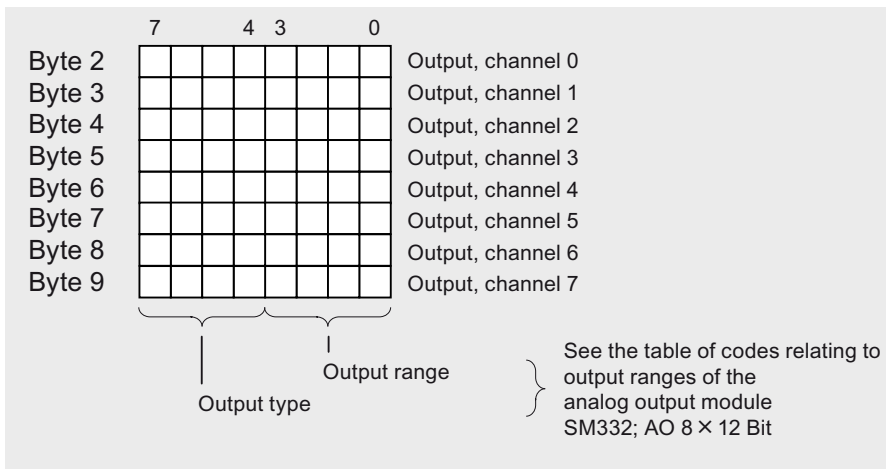 7 4 3 0
Byte 2 Output, channel 0
Byte 3 Output, channel 1
Byte 4 Output, channel 2
Byte 5 Output, channel 3
Byte 6 Output, channel 4
Byte 7 Output, channel 5
Byte 8 Output, channel 6
Byte 9 Output, channel 7
Output range
Output type
See the table of codes relating to
output ranges of the
analog output module
SM332; AO 8 × 12 Bit